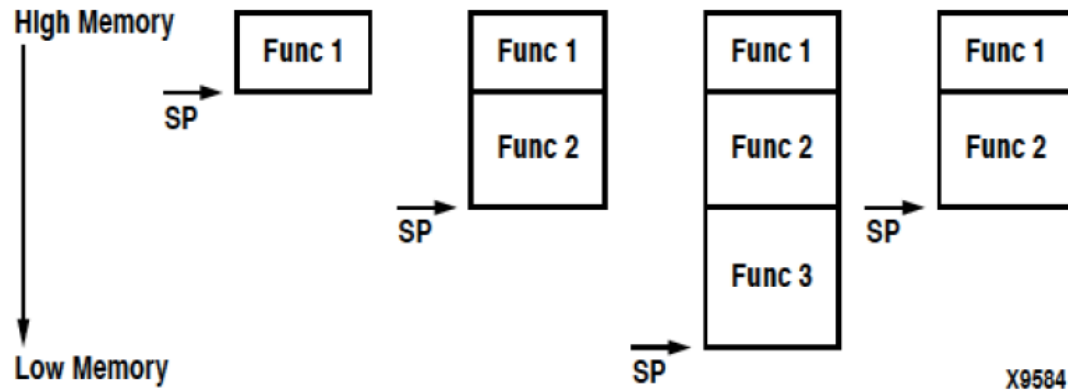 High Memory
Func 1
Func 1
Func 1
Func 1
SP
Func 2
Func 2
Func 2
SP
SP
Func 3
Low Memory
SP
X9584